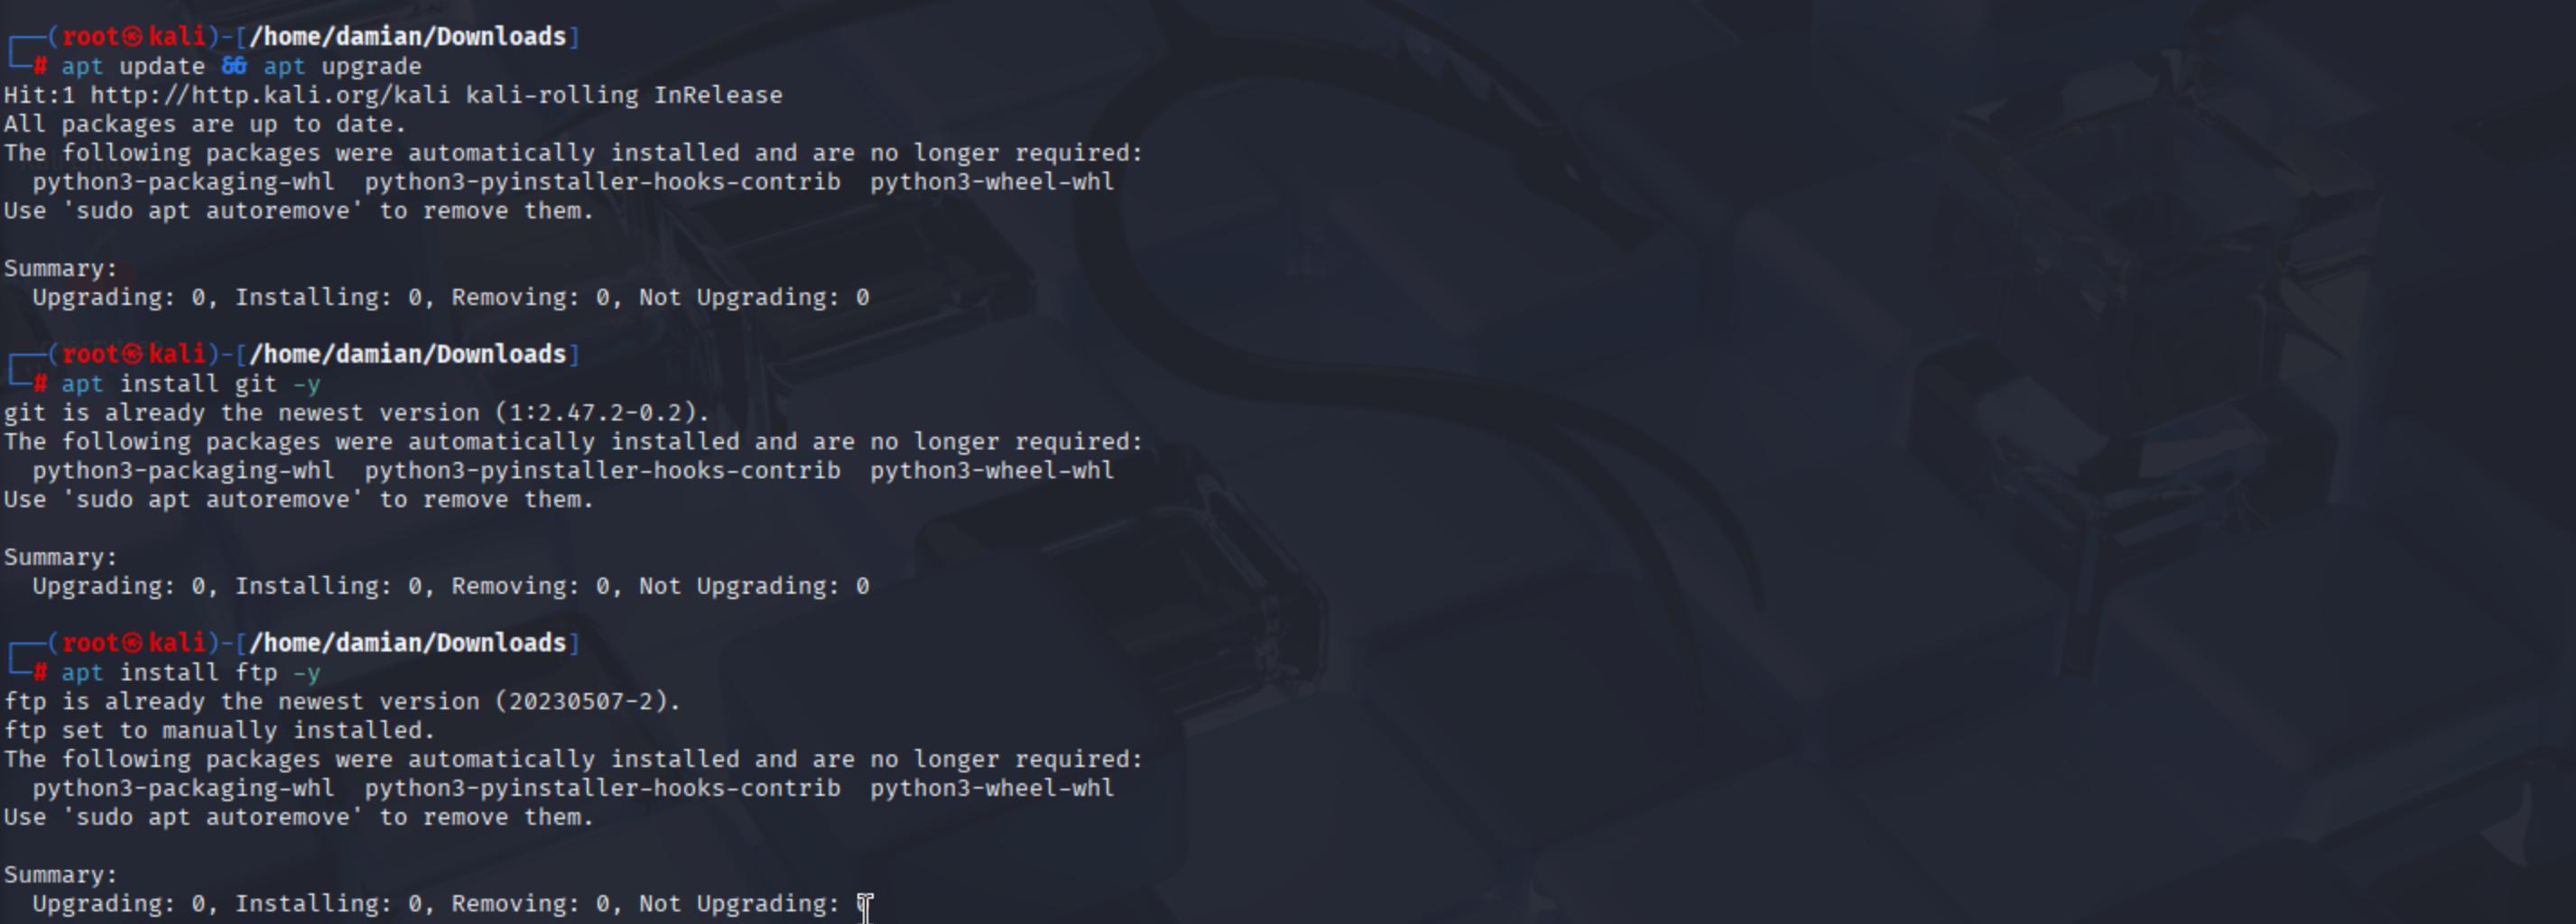 ┌──(root㉿kali)-[/home/damian/Downloads]
└─# apt update && apt upgrade
Hit:1 http://http.kali.org/kali kali-rolling InRelease
All packages are up to date.
The following packages were automatically installed and are no longer required:
  python3-packaging-whl  python3-pyinstaller-hooks-contrib  python3-wheel-whl
Use 'sudo apt autoremove' to remove them.

Summary:
  Upgrading: 0, Installing: 0, Removing: 0, Not Upgrading: 0

┌──(root㉿kali)-[/home/damian/Downloads]
└─# apt install git -y
git is already the newest version (1:2.47.2-0.2).
The following packages were automatically installed and are no longer required:
  python3-packaging-whl  python3-pyinstaller-hooks-contrib  python3-wheel-whl
Use 'sudo apt autoremove' to remove them.

Summary:
  Upgrading: 0, Installing: 0, Removing: 0, Not Upgrading: 0

┌──(root㉿kali)-[/home/damian/Downloads]
└─# apt install ftp -y
ftp is already the newest version (20230507-2).
ftp set to manually installed.
The following packages were automatically installed and are no longer required:
  python3-packaging-whl  python3-pyinstaller-hooks-contrib  python3-wheel-whl
Use 'sudo apt autoremove' to remove them.

Summary:
  Upgrading: 0, Installing: 0, Removing: 0, Not Upgrading: